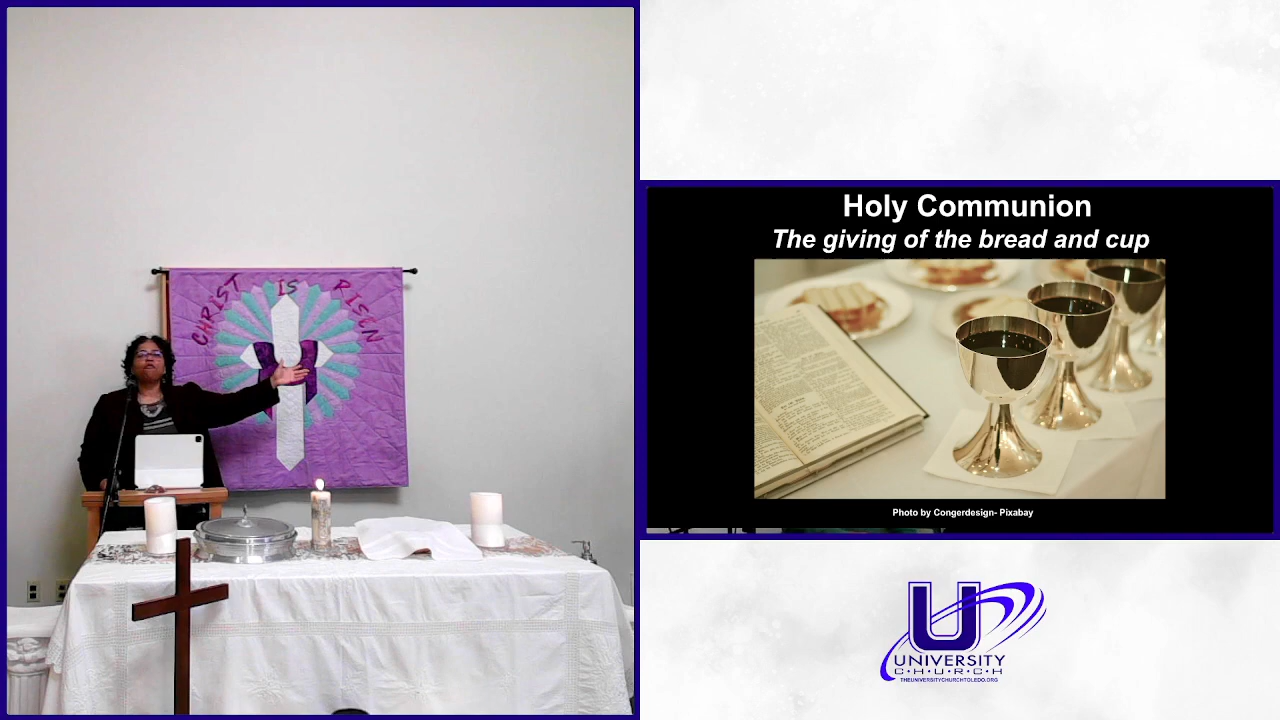 CHRIST IS RISEN
Holy Communion
The giving of the bread and cup
Photo by Congerdesign- Pixabay
U
UNIVERSITY
C·H·U·R·C·H
THEUNIVERSITYCHURCHTOLEDO.ORG